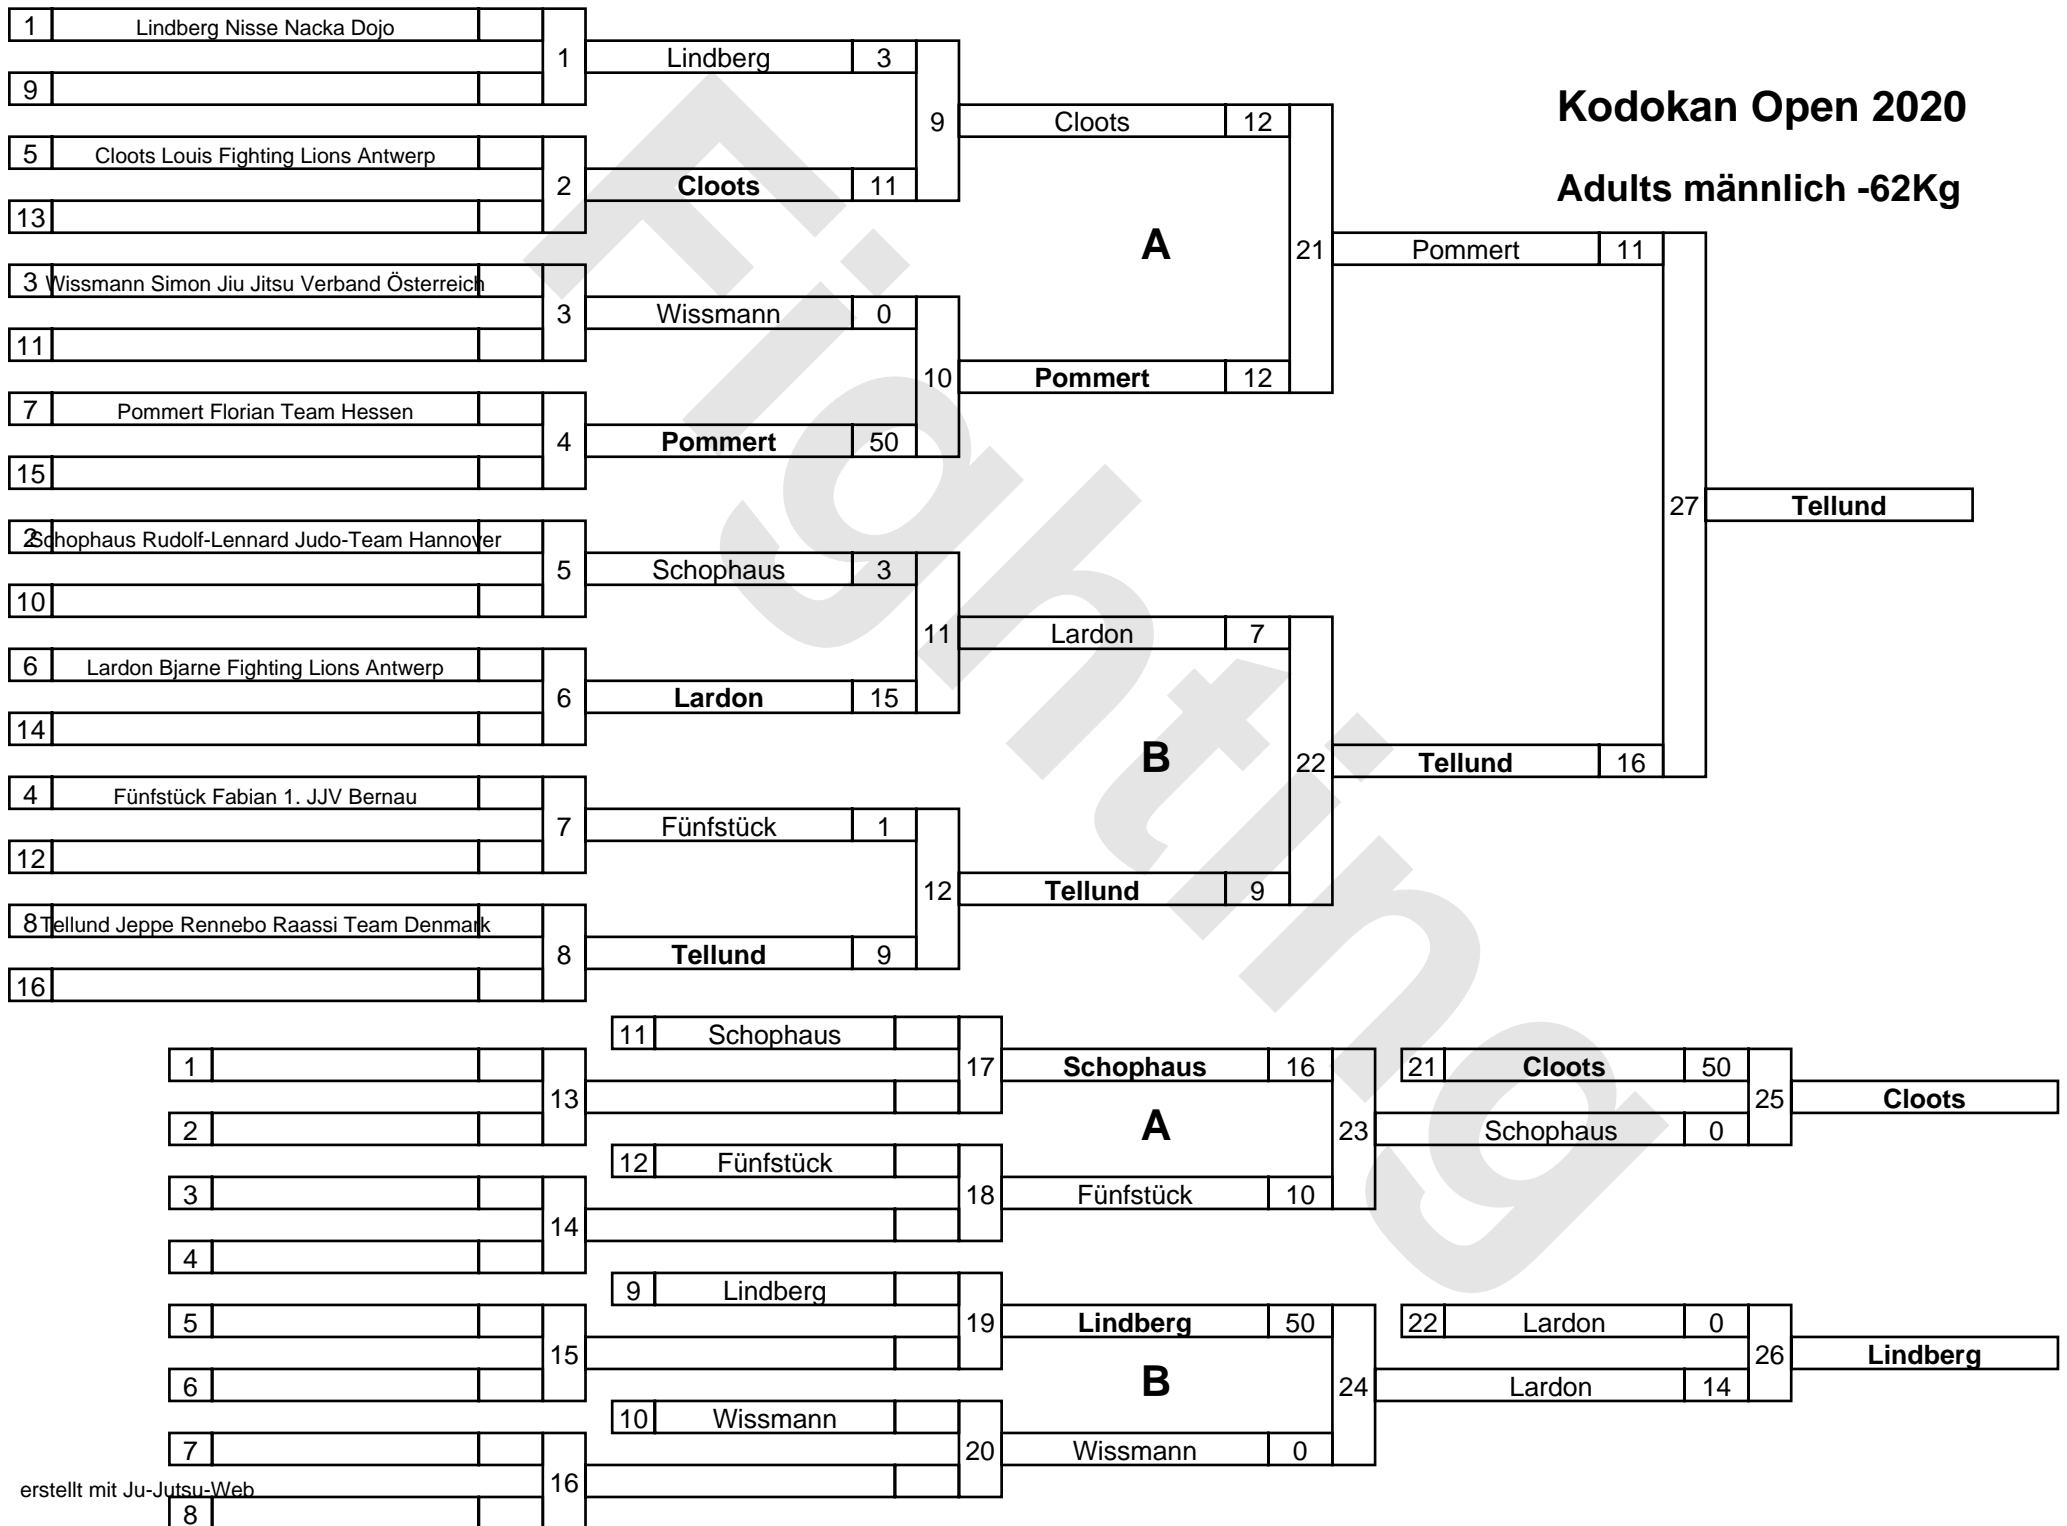 Kodokan Open 2020
Adults männlich -62Kg
1 Lindberg Nisse Nacka Dojo
9
1
5 Cloots Louis Fighting Lions Antwerp
13
2
3 Wissmann Simon Jiu Jitsu Verband Österreich
11
3
7 Pommert Florian Team Hessen
15
4
2 Schophaus Rudolf-Lennard Judo-Team Hannover
10
5
6 Lardon Bjarne Fighting Lions Antwerp
14
6
4 Fünfstück Fabian 1. JJV Bernau
12
7
8 Tellund Jeppe Rennebo Raassi Team Denmark
16
8
Lindberg 3
Cloots 11
9
Wissmann 0
Pommert 50
10
Schophaus 3
Lardon 15
11
Fünfstück 1
Tellund 9
12
Cloots 12
A
Pommert 12
21
Lardon 7
B
Tellund 9
22
Pommert 11
Tellund 16
27
Tellund
1
2
13
3
4
14
5
6
15
7
8
16
11 Schophaus
17
12 Fünfstück
18
9 Lindberg
19
10 Wissmann
20
Schophaus 16
A
Fünfstück 10
23
Lindberg 50
B
Wissmann 0
24
21 Cloots 50
Schophaus 0
25
Cloots
22 Lardon 0
Lardon 14
26
Lindberg
erstellt mit Ju-Jutsu-Web
Fighting